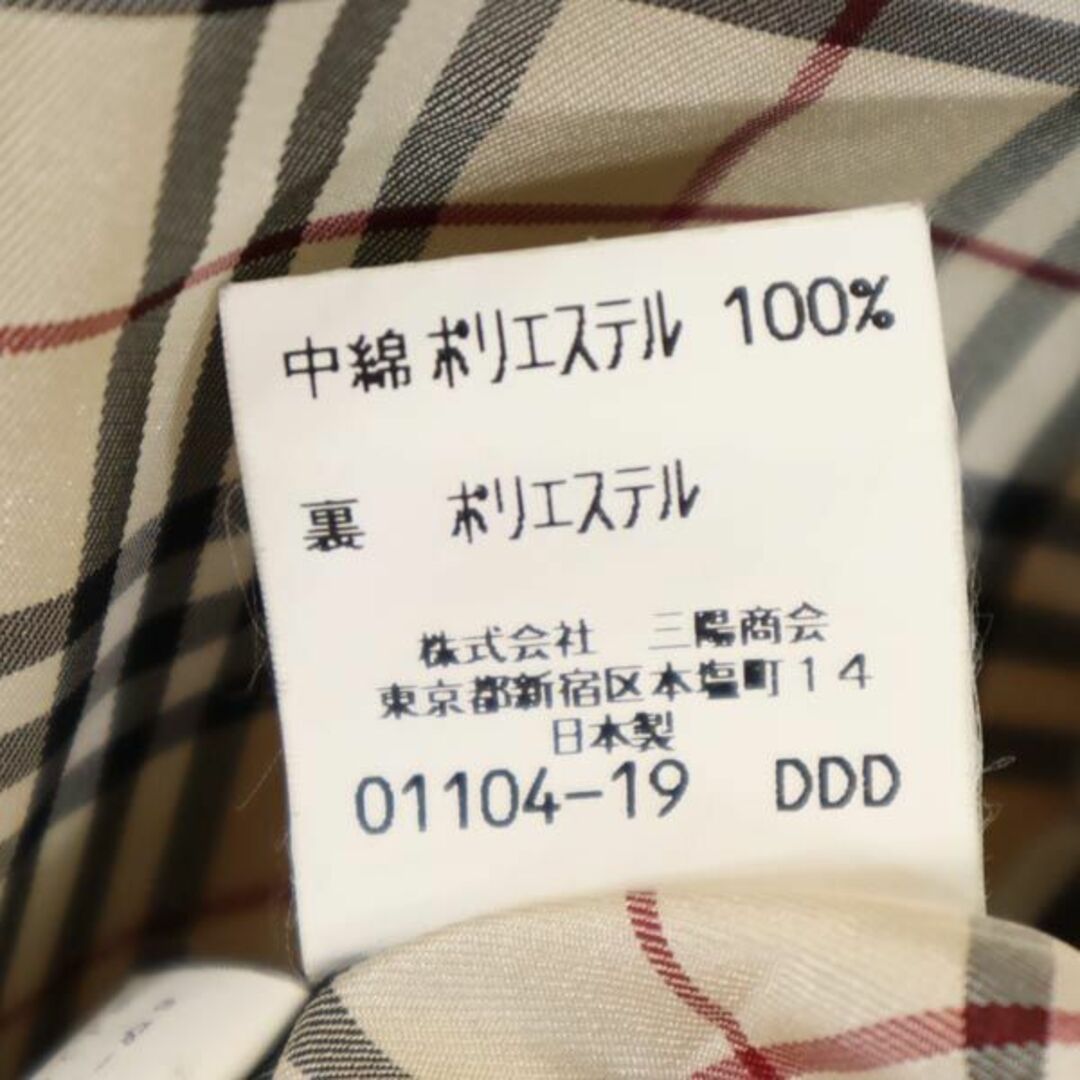 中綿 ポリエステル 100%
裏 ポリエステル
株式会社 三陽商会
東京都新宿区本塩町14
日本製
01104-19 DDD